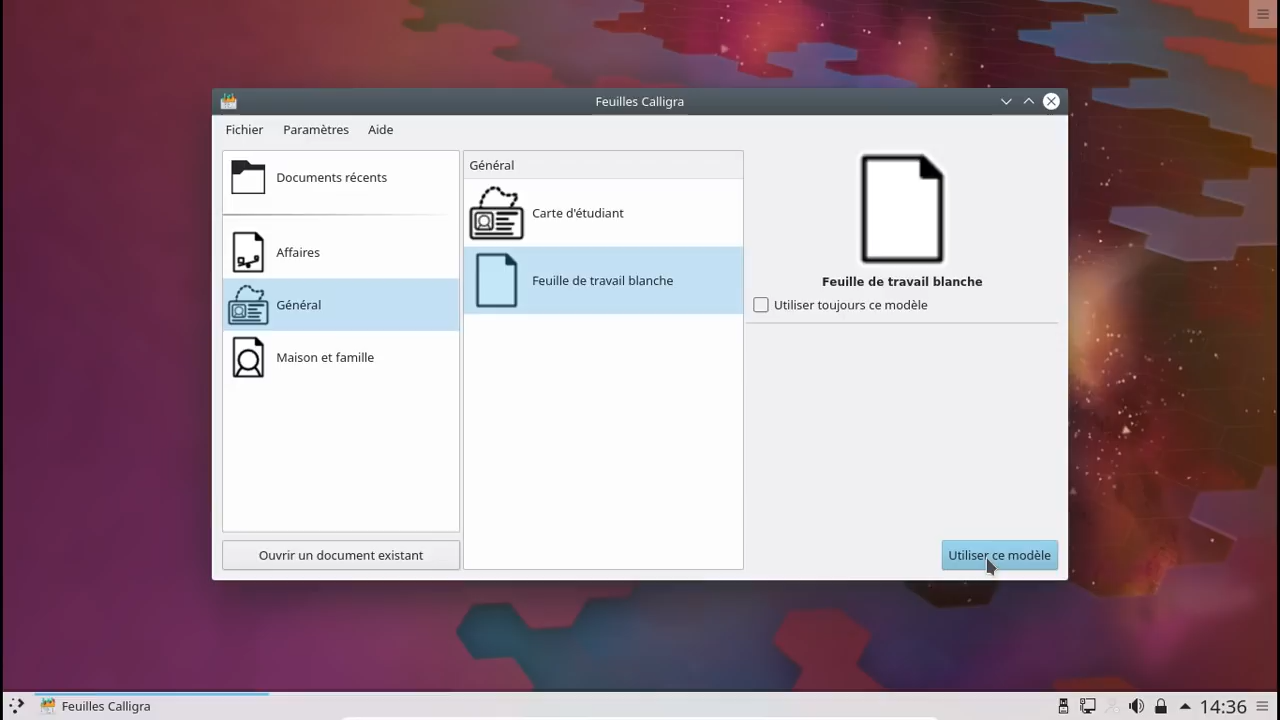 Feuilles Calligra
Fichier Paramètres Aide
Documents récents
Affaires
Général
Maison et famille
Ouvrir un document existant
Général
Carte d'étudiant
Feuille de travail blanche
Feuille de travail blanche
Utiliser toujours ce modèle
Utiliser ce modèle
Feuilles Calligra
14:36